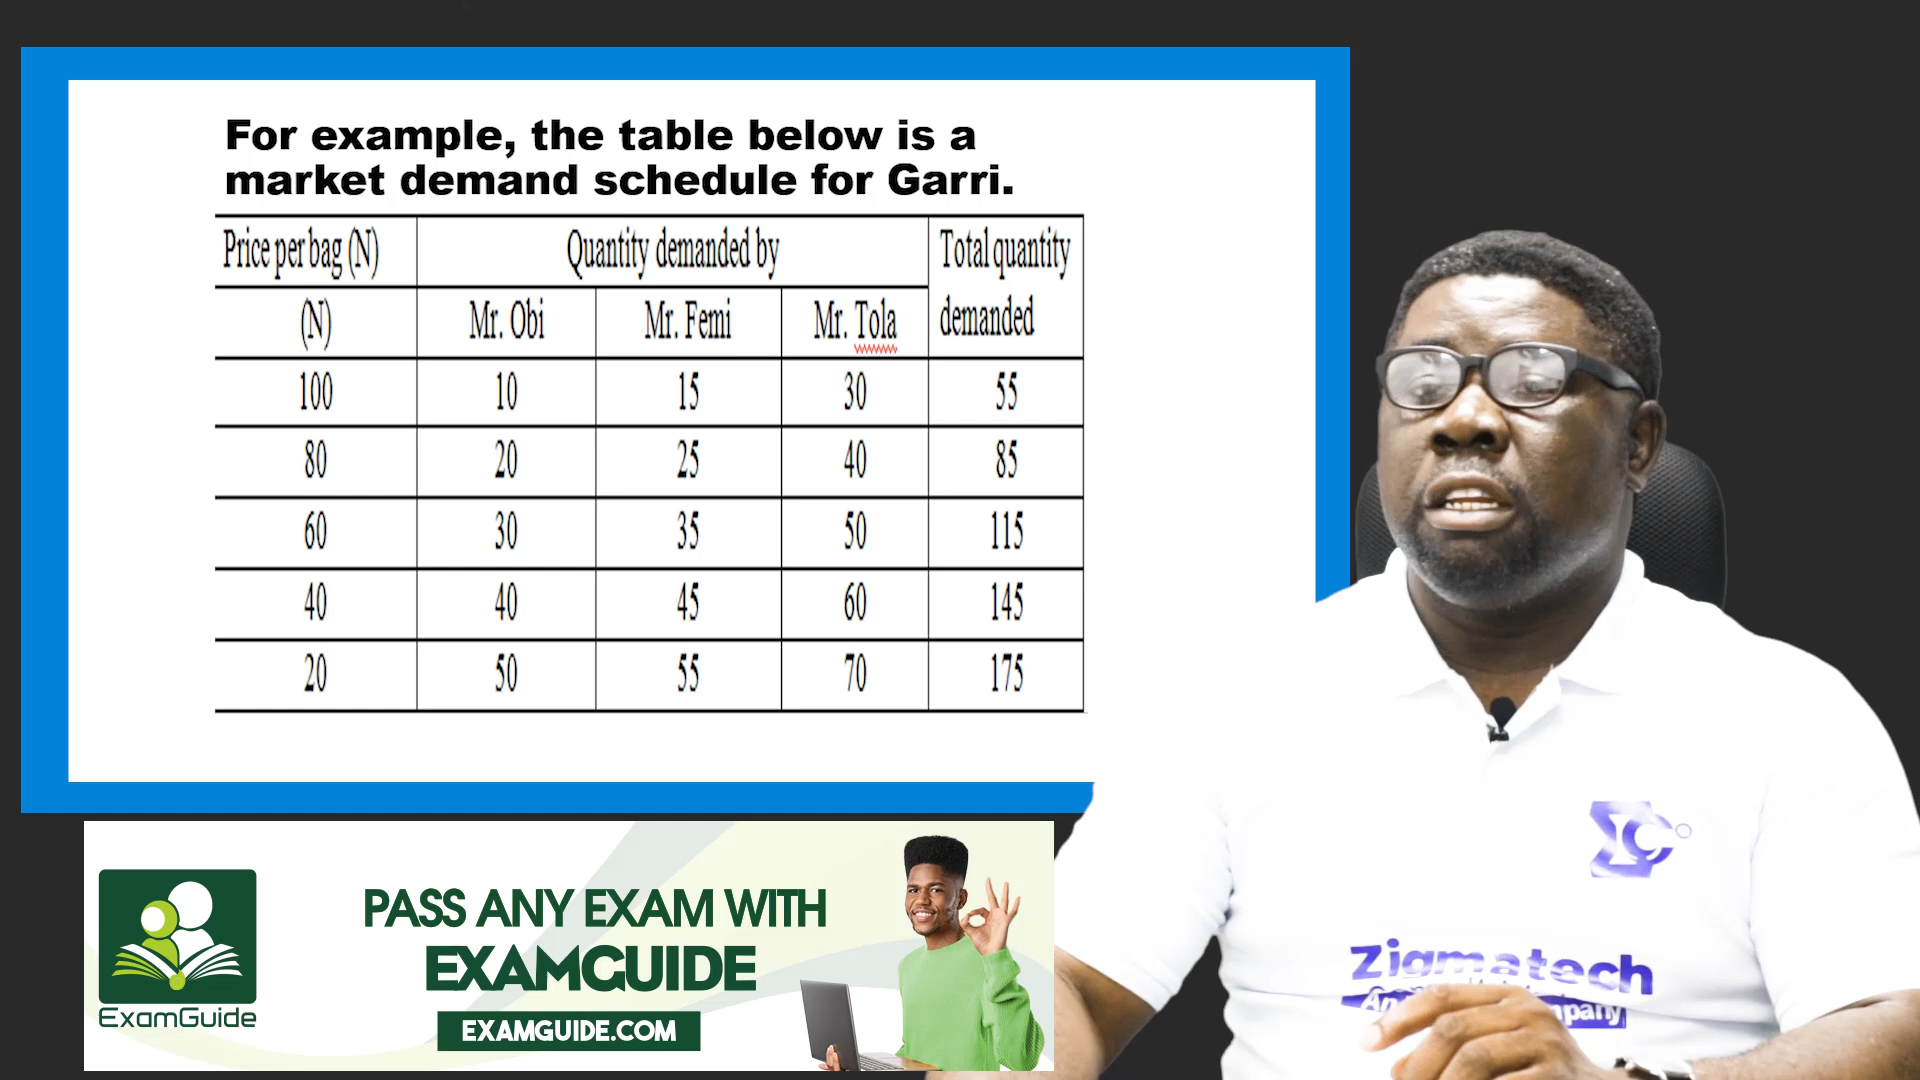 For example, the table below is a
market demand schedule for Garri.
Price per bag (N) Quantity demanded by Total quantity
(N) Mr. Obi Mr. Femi Mr. Tola demanded
100 10 15 30 55
80 20 25 40 85
60 30 35 50 115
40 40 45 60 145
20 50 55 70 175
PASS ANY EXAM WITH
EXAMGUIDE
EXAMGUIDE.COM
ExamGuide
Zigmatech